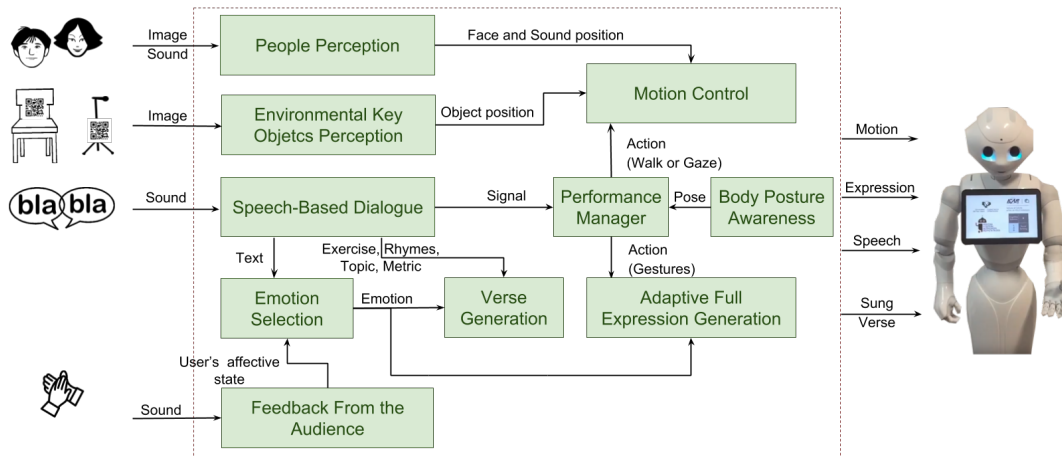 Image
Sound
People Perception
Face and Sound position
Motion Control
Image
Environmental Key
Objetcs Perception
Object position
Action
(Walk or Gaze)
Motion
bla bla
Sound
Speech-Based Dialogue
Signal
Performance
Manager
Pose
Body Posture
Awareness
Expression
Text
Exercise, Rhymes,
Topic, Metric
Action
(Gestures)
Speech
Emotion
Selection
Emotion
Verse
Generation
Adaptive Full
Expression Generation
Sung
Verse
User's affective
state
Sound
Feedback From the
Audience